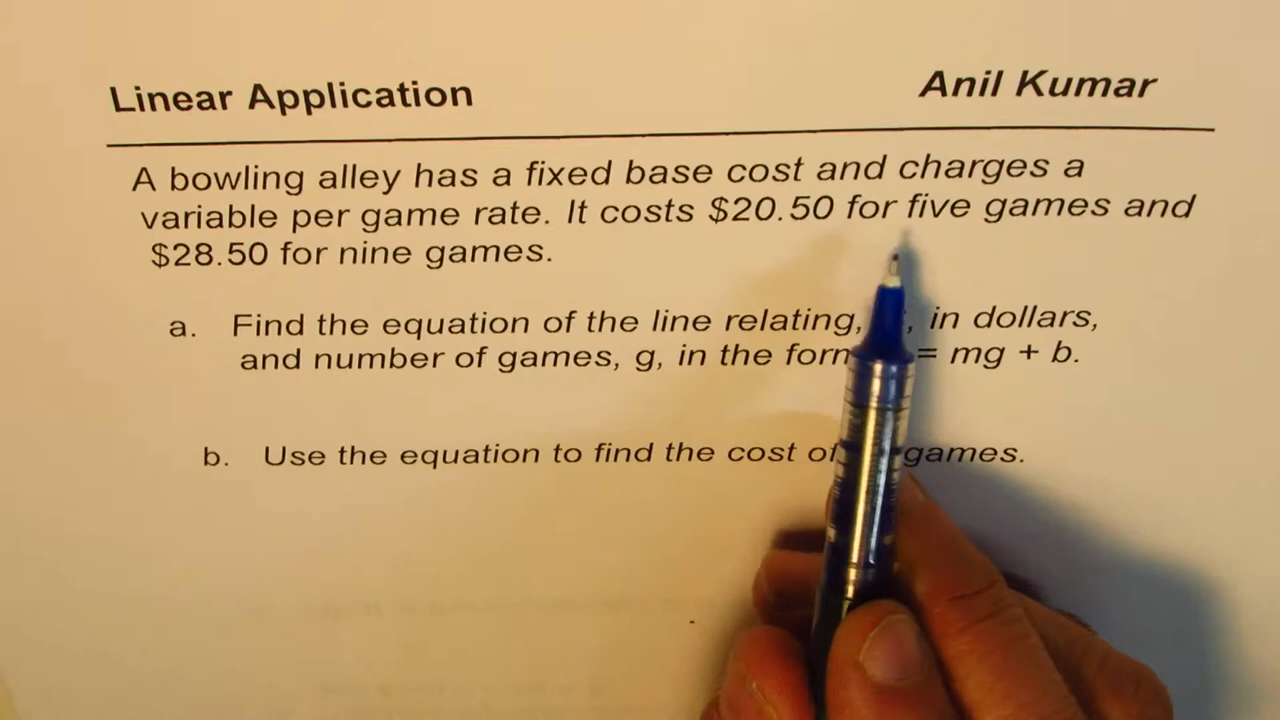 Linear Application
Anil Kumar
A bowling alley has a fixed base cost and charges a
variable per game rate. It costs $20.50 for five games and
$28.50 for nine games.
a. Find the equation of the line relating, in dollars,
and number of games, g, in the = mg + b.
b. Use the equation to find the cost of games.